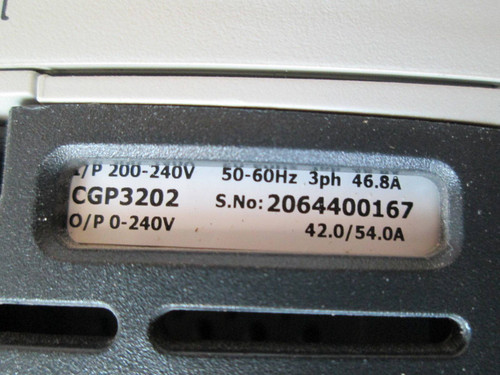 I/P 200-240V 50-60Hz 3ph 46.8A
CGP3202 S.No: 2064400167
O/P 0-240V 42.0/54.0A